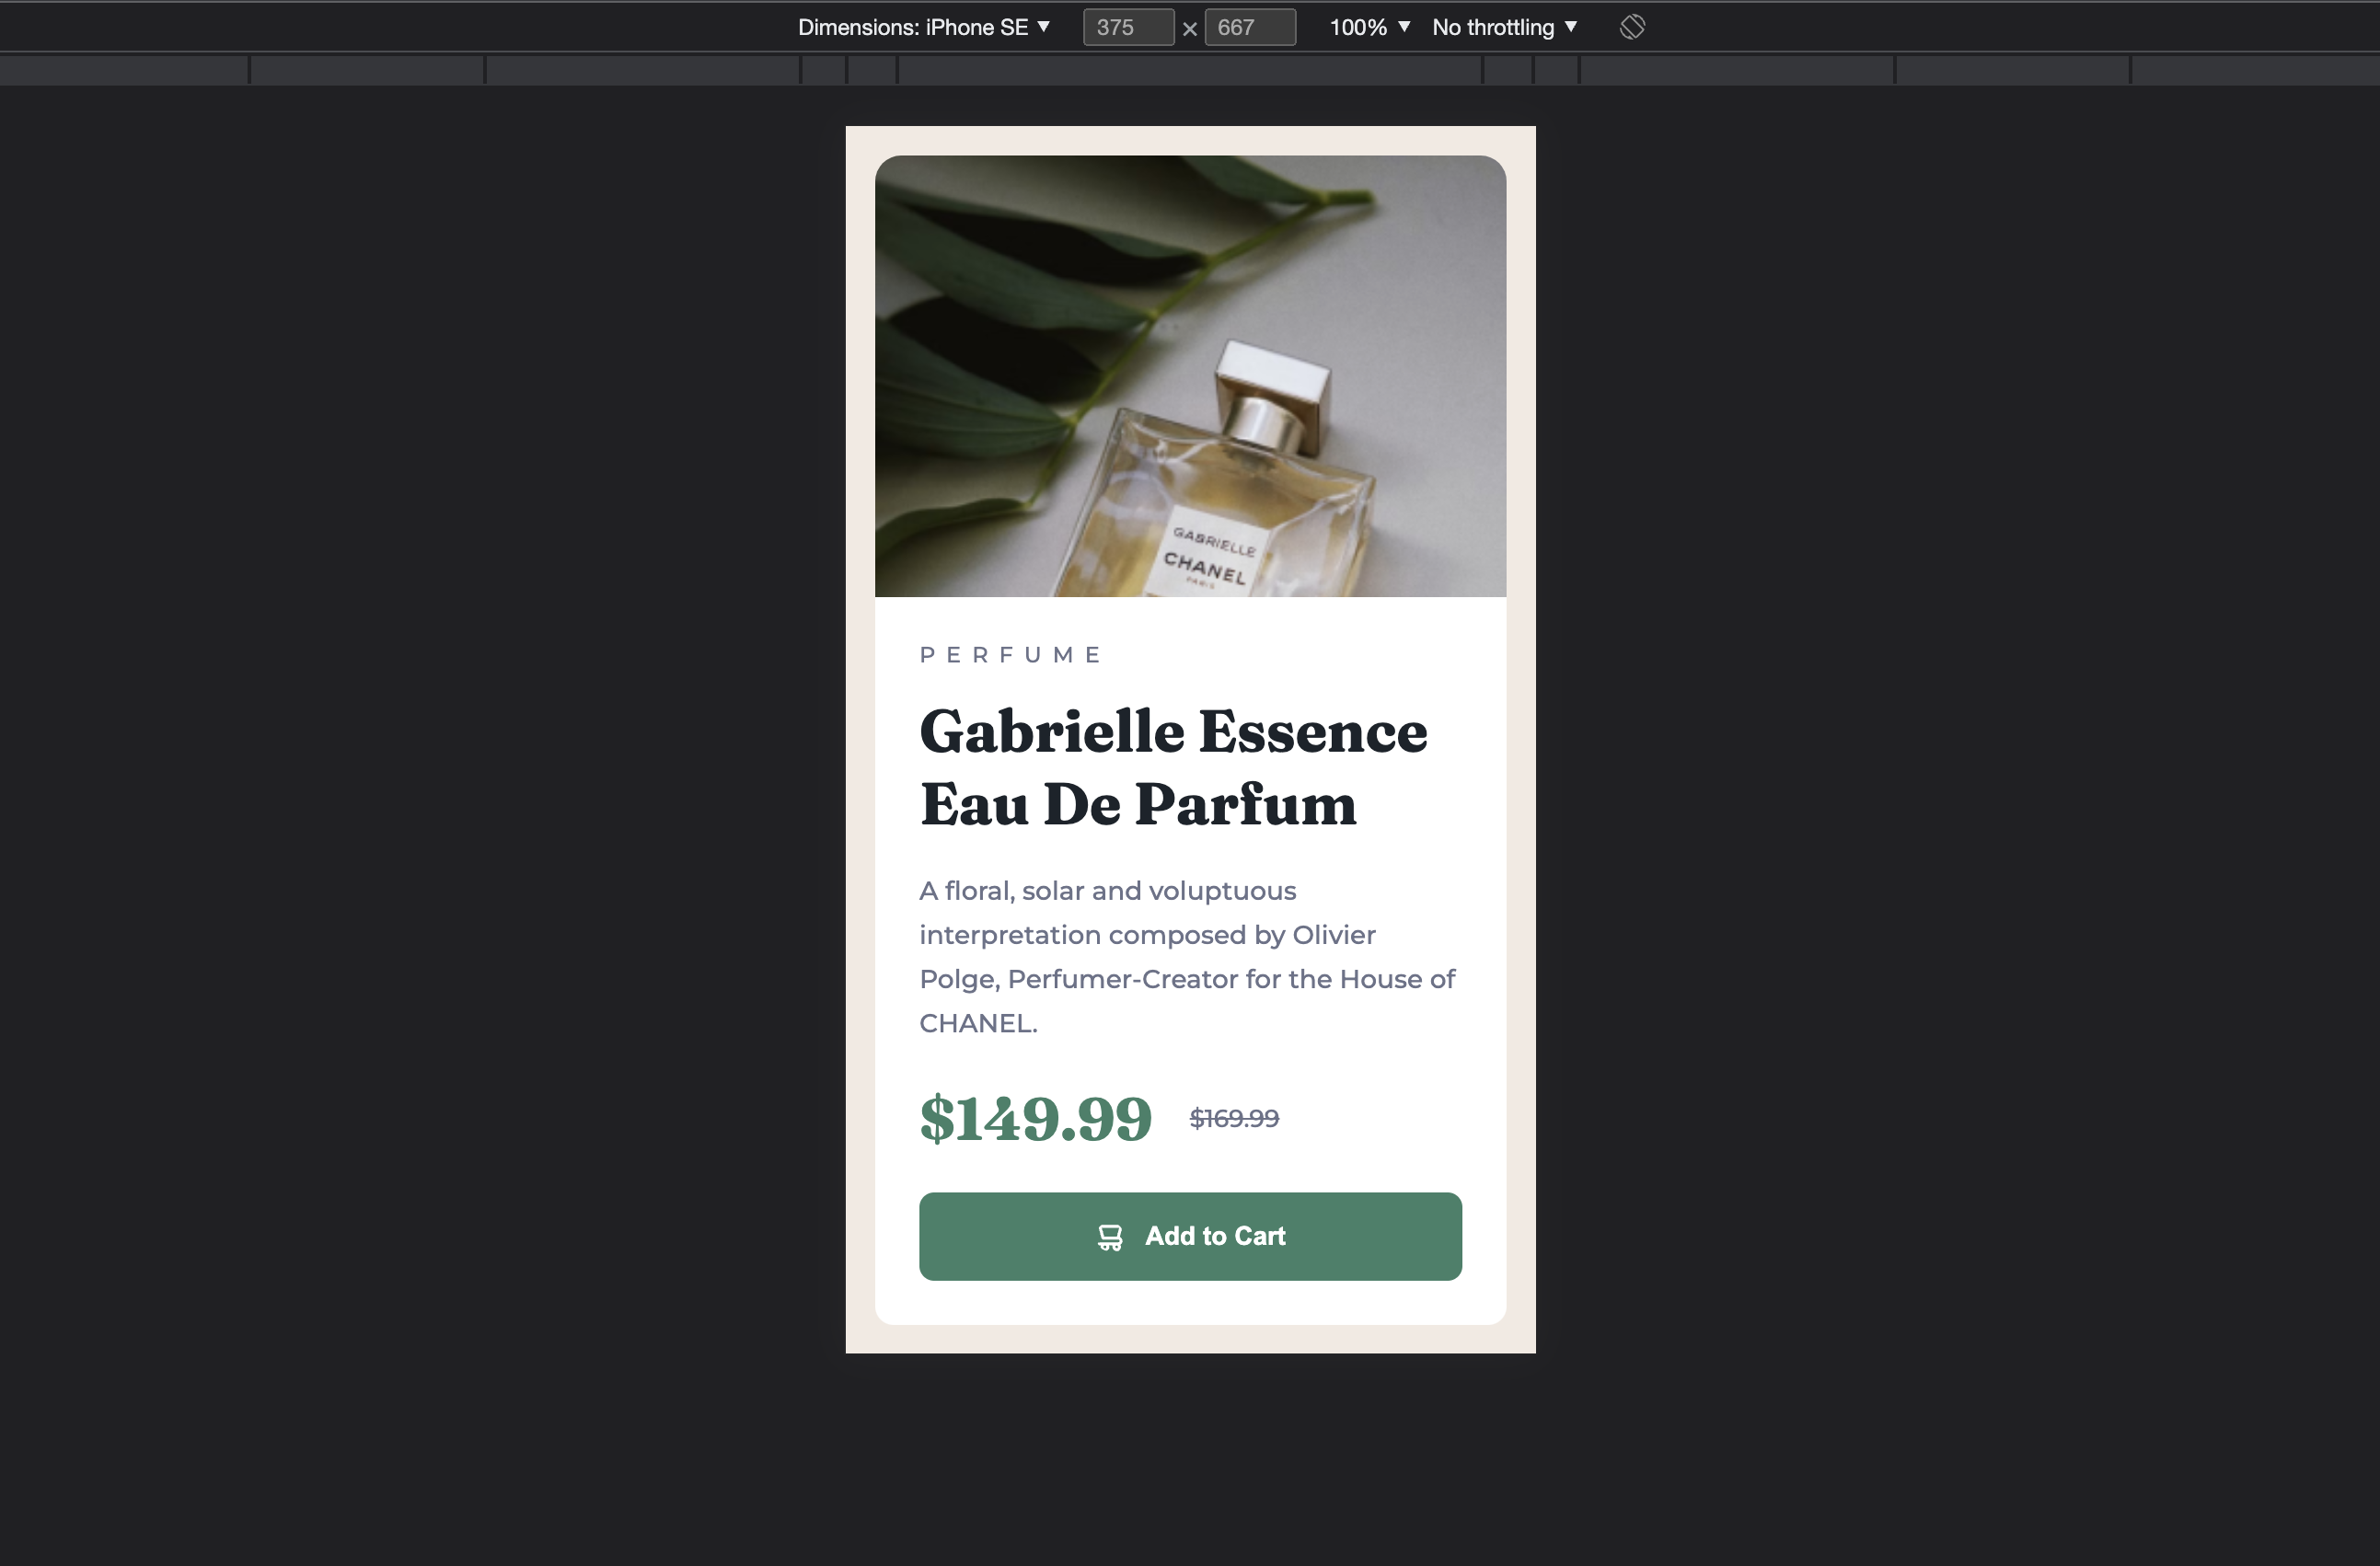 Dimensions: iPhone SE ▼ 375 × 667 100% ▼ No throttling ▼
GABRIELLE
CHANEL
PARIS
PERFUME
Gabrielle Essence
Eau De Parfum
A floral, solar and voluptuous
interpretation composed by Olivier
Polge, Perfumer-Creator for the House of
CHANEL.
$149.99 $169.99
Add to Cart